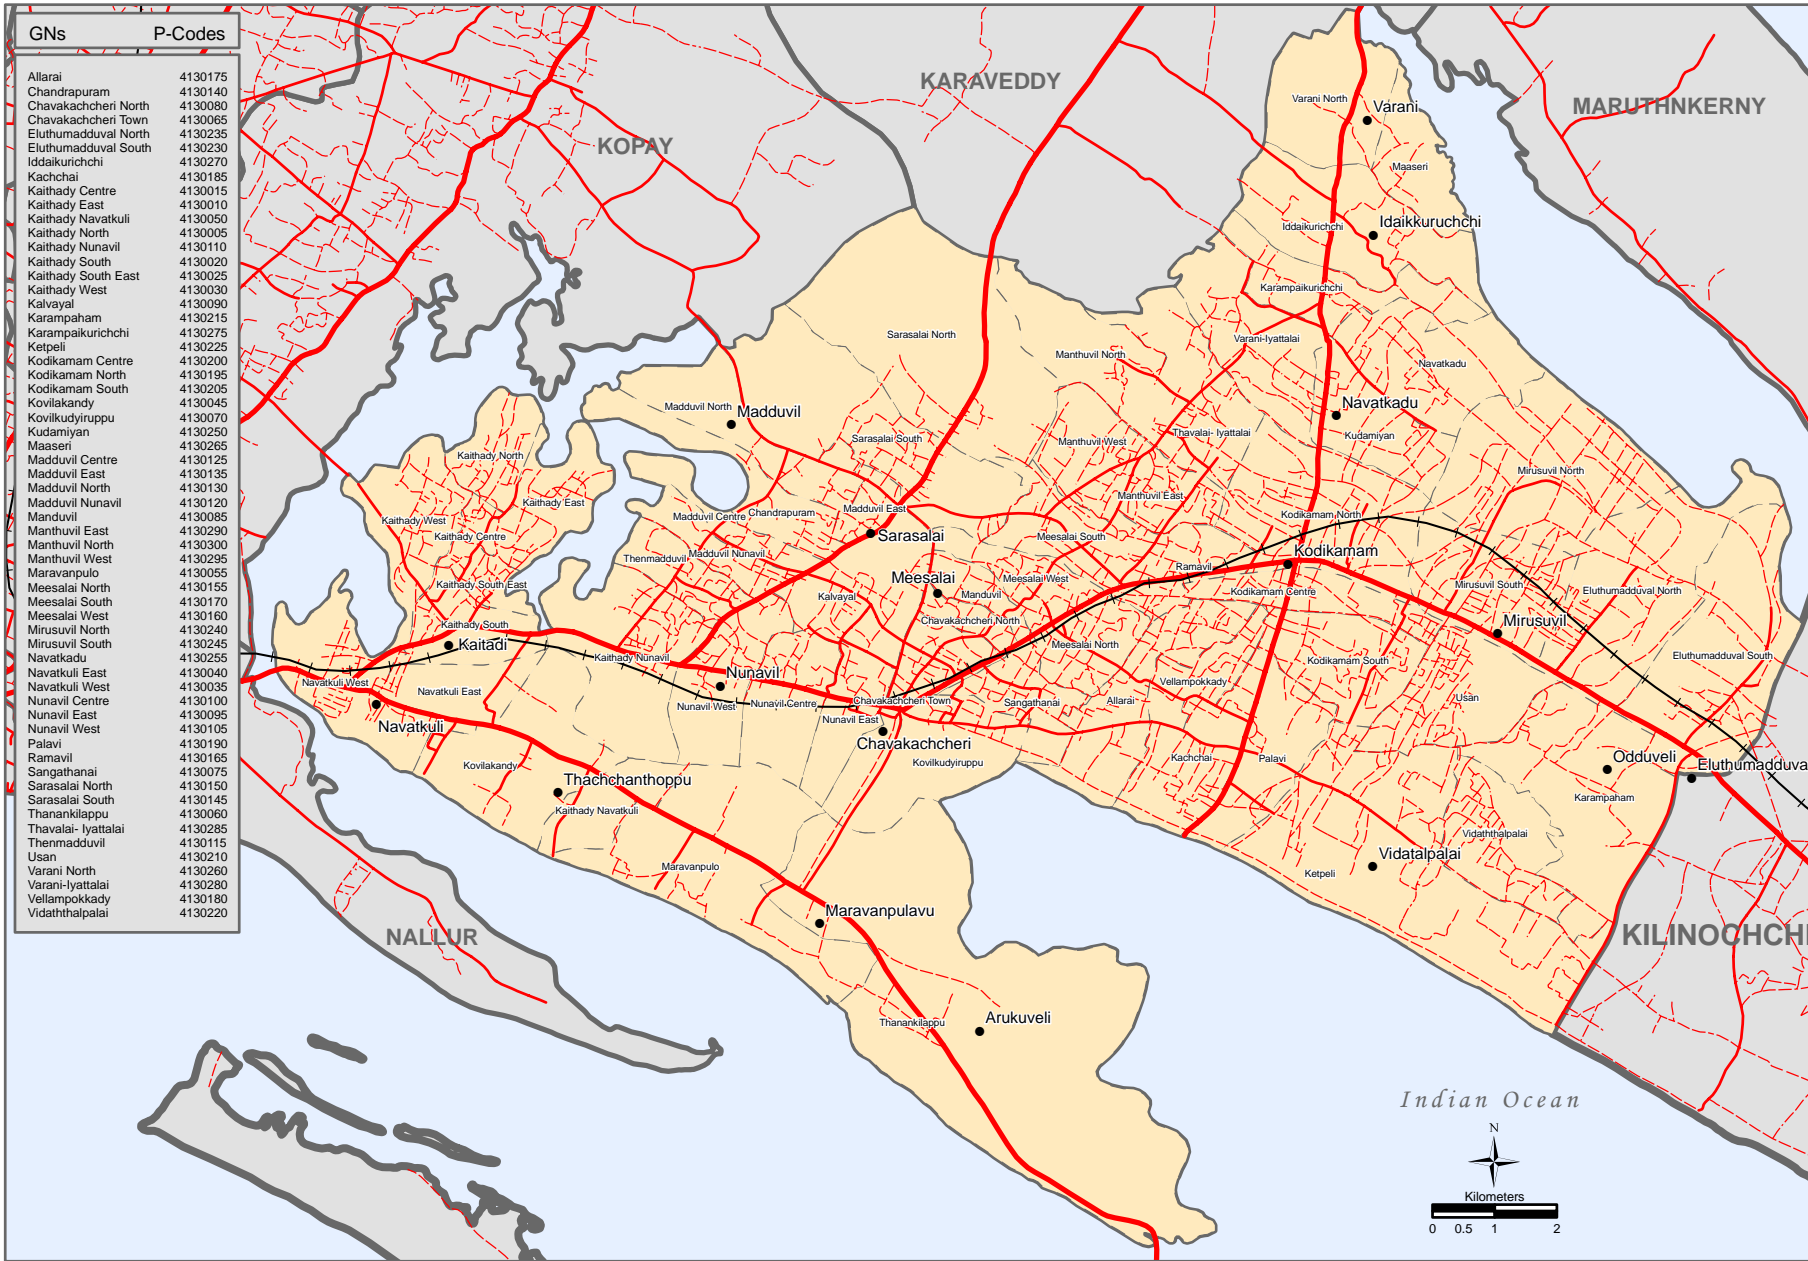 GNs P-Codes
Allarai 4130175
Chandrapuram 4130140
Chavakachcheri North 4130080
Chavakachcheri Town 4130065
Eluthumadduval North 4130235
Eluthumadduval South 4130230
Iddaikurichchi 4130270
Kachchai 4130185
Kaithady Centre 4130015
Kaithady East 4130010
Kaithady Navatkuli 4130050
Kaithady North 4130005
Kaithady Nunavil 4130110
Kaithady South 4130020
Kaithady South East 4130025
Kaithady West 4130030
Kalvayal 4130090
Karampaham 4130215
Karampaikurichchi 4130275
Ketpeli 4130225
Kodikamam Centre 4130200
Kodikamam North 4130195
Kodikamam South 4130205
Kovilakandy 4130045
Kovilkudyiruppu 4130070
Kudamiyan 4130250
Maaseri 4130265
Madduvil Centre 4130125
Madduvil East 4130135
Madduvil North 4130130
Madduvil Nunavil 4130120
Manduvil 4130085
Manthuvil East 4130290
Manthuvil North 4130300
Manthuvil West 4130295
Maravanpulo 4130055
Meesalai North 4130155
Meesalai South 4130170
Meesalai West 4130160
Mirusuvil North 4130240
Mirusuvil South 4130245
Navatkadu 4130255
Navatkuli East 4130040
Navatkuli West 4130035
Nunavil Centre 4130100
Nunavil East 4130095
Nunavil West 4130105
Palavi 4130190
Ramavil 4130165
Sangathanai 4130075
Sarasalai North 4130150
Sarasalai South 4130145
Thanankilappu 4130060
Thavalai- Iyattalai 4130285
Thenmadduvil 4130115
Usan 4130210
Varani North 4130260
Varani-Iyattalai 4130280
Vellampokkady 4130180
Vidaththalpalai 4130220
KARAVEDDY
MARUTHNKERNY
KOPAY
Varani North
Varani
Maaseri
Iddaikurichchi
Idaikkuruchchi
Karampaikurichchi
Sarasalai North
Varani-Iyattalai
Manthuvil North
Navatkadu
Madduvil North
Madduvil
Navatkadu
Sarasalai South
Manthuvil West
Thavalai- Iyattalai
Kudamiyan
Kaithady North
Mirusuvil North
Kaithady East
Manthuvil East
Kaithady West
Madduvil Centre
Chandrapuram
Madduvil East
Kodikamam North
Kaithady Centre
Sarasalai
Meesalai South
Thenmadduvil
Madduvil Nunavil
Kodikamam
Ramavil
Kaithady South East
Meesalai
Meesalai West
Kalvayal
Manduvil
Kodikamam Centre
Mirusuvil South
Eluthumadduval North
Kaithady South
Chavakachcheri North
Mirusuvil
Kaitadi
Meesalai North
Kaithady Nunavil
Kodikamam South
Eluthumadduval South
Nunavil
Navatkuli West
Navatkuli East
Vellampokkady
Nunavil West
Nunavil Centre
Chavakachcheri Town
Sangathanai
Allarai
Usan
Nunavil East
Navatkuli
Chavakachcheri
Kovilkudyiruppu
Kachchai
Palavi
Odduveli
Kovilakandy
Eluthumadduva
Thachchanthoppu
Karampaham
Kaithady Navatkuli
Vidaththalpalai
Vidatalpalai
Maravanpulo
Ketpeli
Maravanpulavu
NALLUR
KILINOCHCHI
Thanankilappu
Arukuveli
Indian Ocean
N
Kilometers
0 0.5 1 2